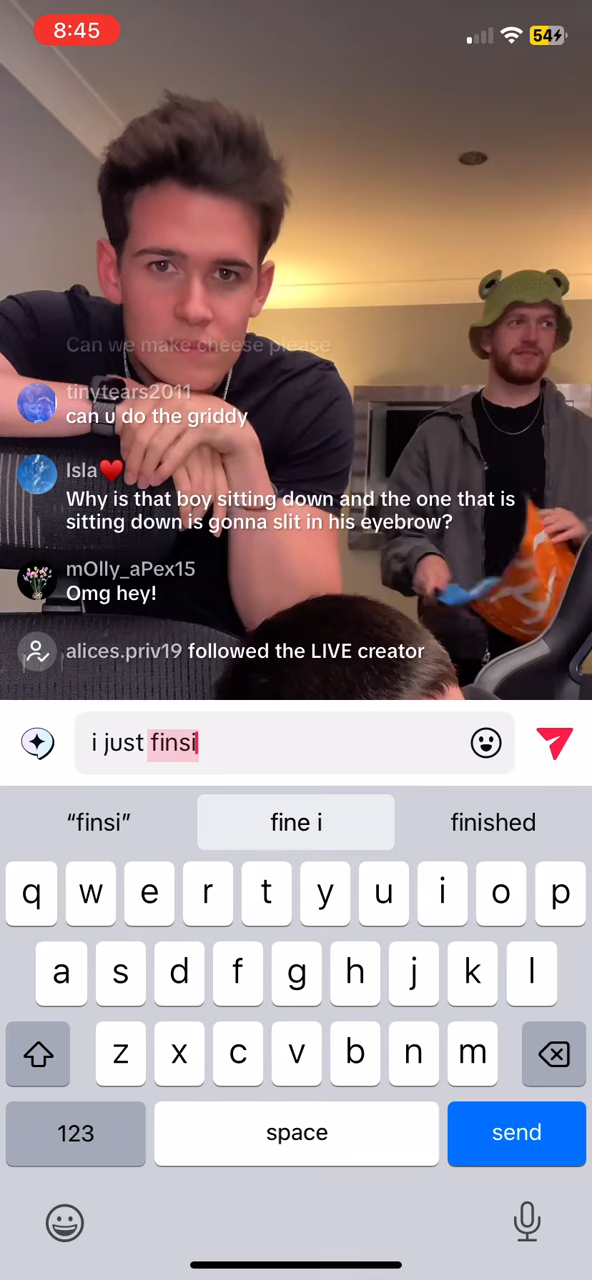 8:45
54
Can we make cheese please
tinytears2011
can u do the griddy
Isla❤️
Why is that boy sitting down and the one that is
sitting down is gonna slit in his eyebrow?
mOlly_aPex15
Omg hey!
alices.priv19 followed the LIVE creator
i just finsi
“finsi” fine i finished
q w e r t y u i o p
a s d f g h j k l
z x c v b n m
123 space send